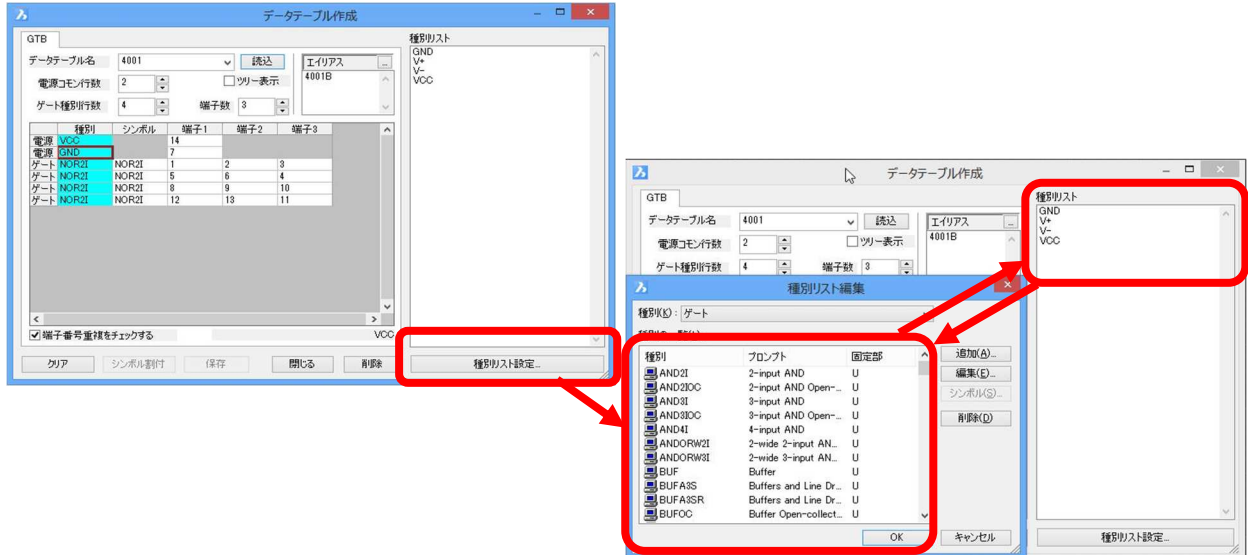 データテーブル作成
GTB
データテーブル名 4001 読込 エイリアス ...
電源コモン行数 2 ツリー表示 4001B
ゲート種別行数 4 端子数 3
種別 シンボル 端子1 端子2 端子3
電源 VCC 14
電源 GND 7
ゲート NOR2I NOR2I 1 2 3
ゲート NOR2I NOR2I 5 6 4
ゲート NOR2I NOR2I 8 9 10
ゲート NOR2I NOR2I 12 13 11
端子番号重複をチェックする VCC
クリア シンボル割付 保存 閉じる 削除
種別リスト
GND
V+
V-
VCC
種別リスト設定...
データテーブル作成
GTB
データテーブル名 4001 読込 エイリアス ...
電源コモン行数 2 ツリー表示 4001B
ゲート種別行数 4 端子数 3
種別リスト
GND
V+
V-
VCC
種別リスト編集
種別(K): ゲート
種別 プロンプト 固定部
AND2I 2-input AND U
AND2IOC 2-input AND Open-... U
AND3I 3-input AND U
AND3IOC 3-input AND Open-... U
AND4I 4-input AND U
ANDORW2I 2-wide 2-input AN... U
ANDORW3I 2-wide 3-input AN... U
BUF Buffer U
BUFA3S Buffers and Line Dr... U
BUFA3SR Buffers and Line Dr... U
BUFOC Buffer Open-collect... U
追加(A)...
編集(E)...
シンボル(S)...
削除(D)
OK キャンセル
種別リスト設定...